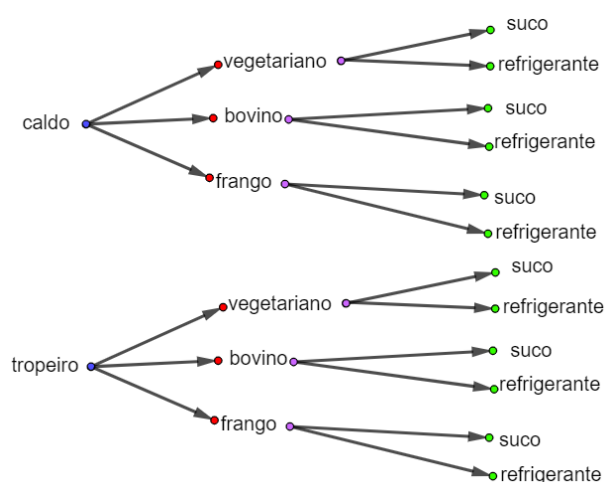 suco
vegetariano
refrigerante
caldo
bovino
suco
refrigerante
frango
suco
refrigerante
suco
vegetariano
refrigerante
tropeiro
bovino
suco
refrigerante
frango
suco
refrigerante